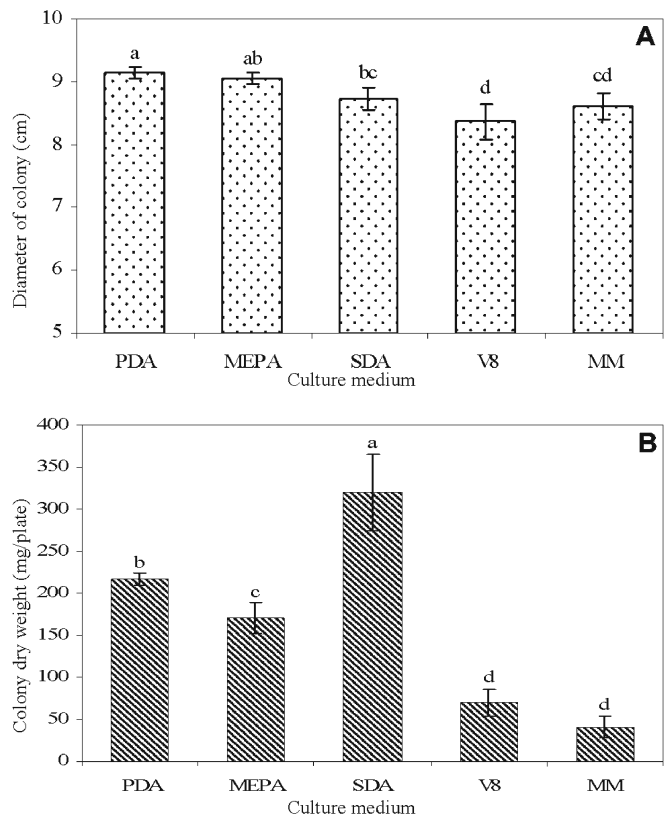 10
A
a
ab
bc
d
cd
9
8
7
6
5
Diameter of colony (cm)
PDA MEPA SDA V8 MM
Culture medium
400
B
a
350
300
250
b
200
c
150
100
d
d
50
0
Colony dry weight (mg/plate)
PDA MEPA SDA V8 MM
Culture medium